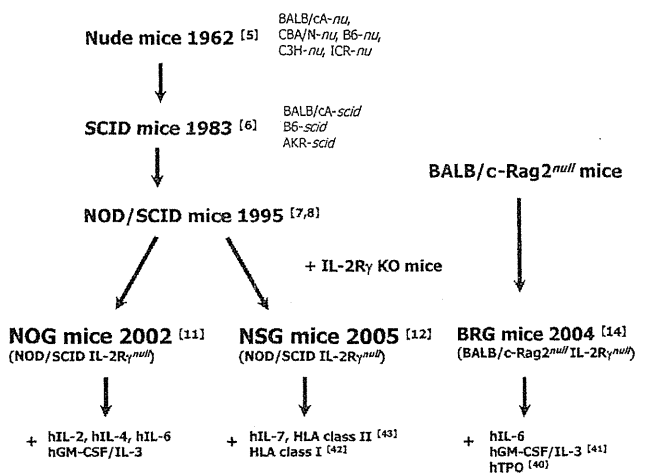 Nude mice 1962 [5]
BALB/cA-nu,
CBA/N-nu, B6-nu,
C3H-nu, ICR-nu
SCID mice 1983 [6]
BALB/cA-scid
B6-scid
AKR-scid
BALB/c-Rag2null mice
NOD/SCID mice 1995 [7,8]
+ IL-2Rγ KO mice
NOG mice 2002 [11]
(NOD/SCID IL-2Rγnull)
NSG mice 2005 [12]
(NOD/SCID IL-2Rγnull)
BRG mice 2004 [14]
(BALB/c-Rag2null IL-2Rγnull)
+ hIL-2, hIL-4, hIL-6
hGM-CSF/IL-3
+ hIL-7, HLA class II [43]
HLA class I [42]
+ hIL-6
hGM-CSF/IL-3 [41]
hTPO [40]